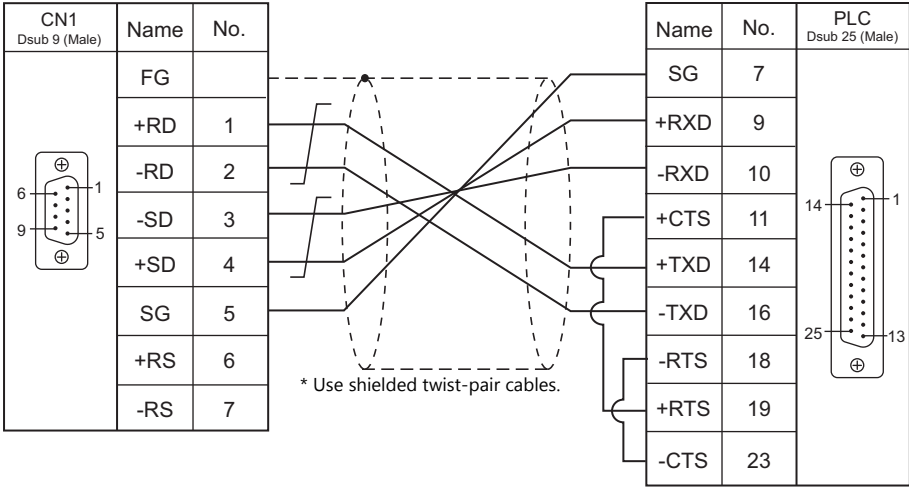 CN1
Dsub 9 (Male)
Name No.
FG
+RD 1
-RD 2
-SD 3
+SD 4
SG 5
+RS 6
-RS 7
6
1
9
5
* Use shielded twist-pair cables.
Name No.
PLC
Dsub 25 (Male)
SG 7
+RXD 9
-RXD 10
+CTS 11
+TXD 14
-TXD 16
-RTS 18
+RTS 19
-CTS 23
14
1
25
13